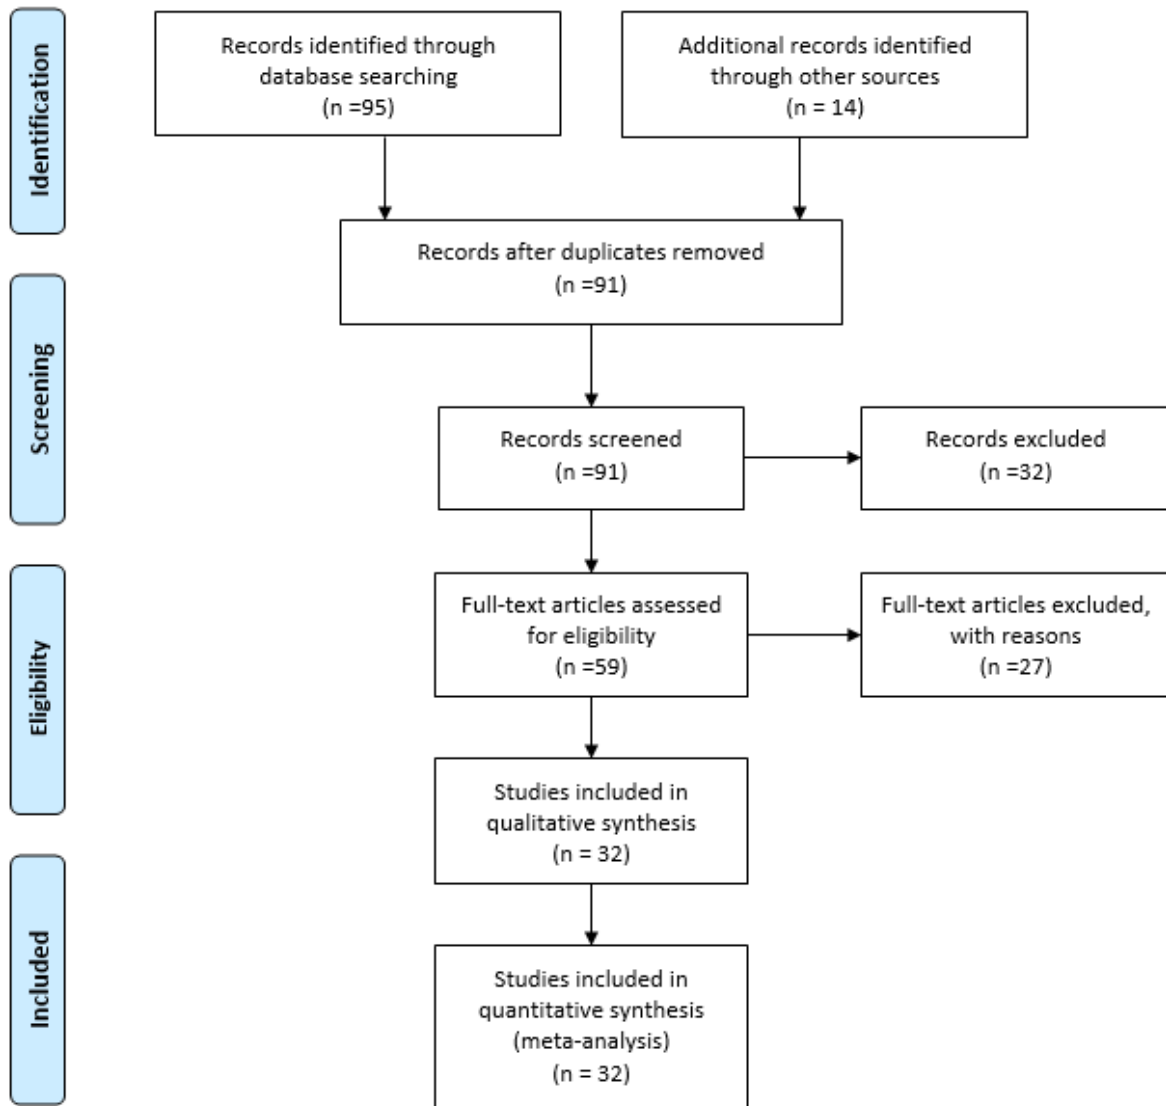 Identification
Records identified through
database searching
(n =95)
Additional records identified
through other sources
(n = 14)
Records after duplicates removed
(n =91)
Screening
Records screened
(n =91)
Records excluded
(n =32)
Eligibility
Full-text articles assessed
for eligibility
(n =59)
Full-text articles excluded,
with reasons
(n =27)
Studies included in
qualitative synthesis
(n = 32)
Included
Studies included in
quantitative synthesis
(meta-analysis)
(n = 32)